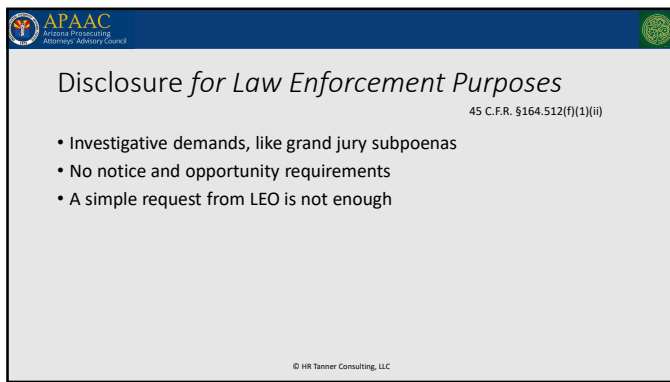 APAAC
Arizona Prosecuting
Attorneys' Advisory Council
Disclosure for Law Enforcement Purposes
45 C.F.R. §164.512(f)(1)(ii)
• Investigative demands, like grand jury subpoenas
• No notice and opportunity requirements
• A simple request from LEO is not enough
© HR Tanner Consulting, LLC